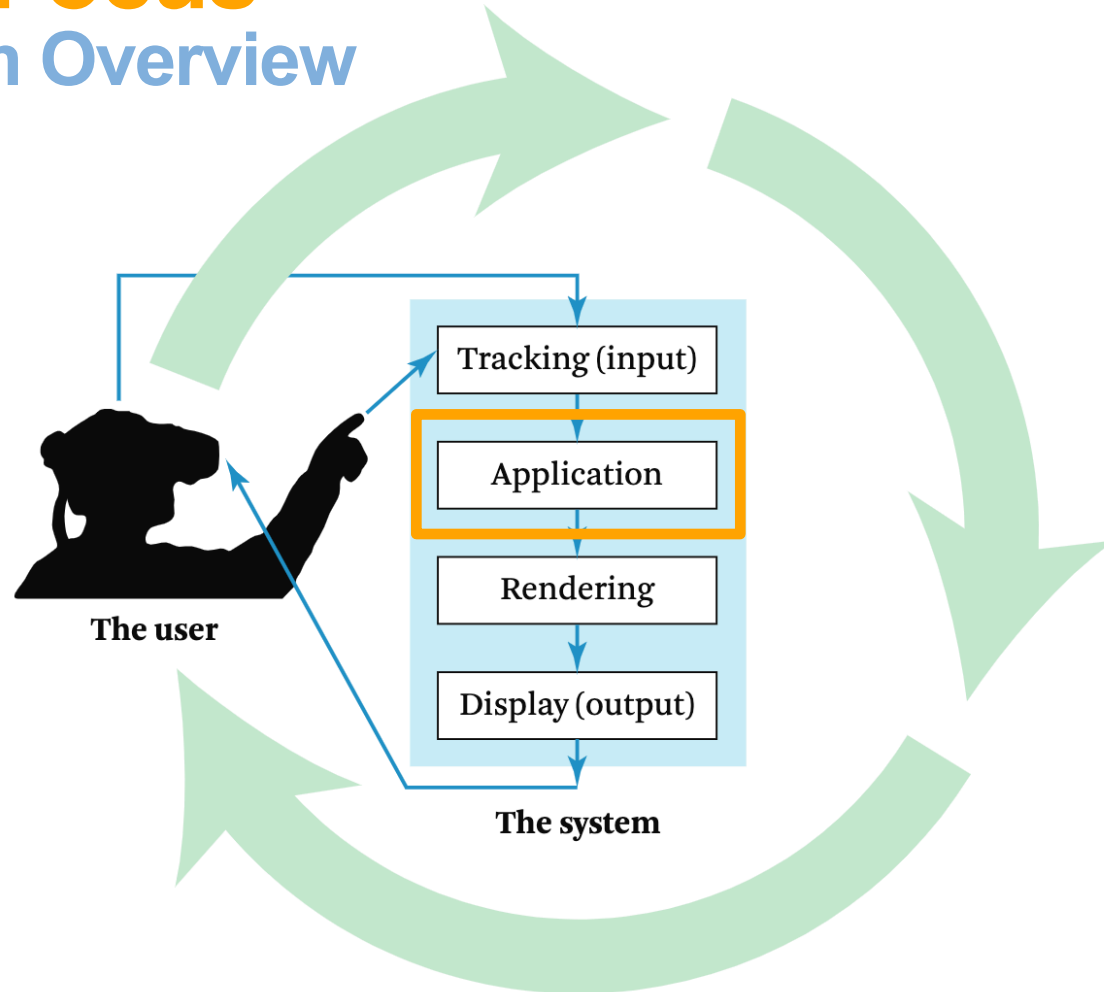 Overview
Tracking (input)
Application
Rendering
The user
Display (output)
The system